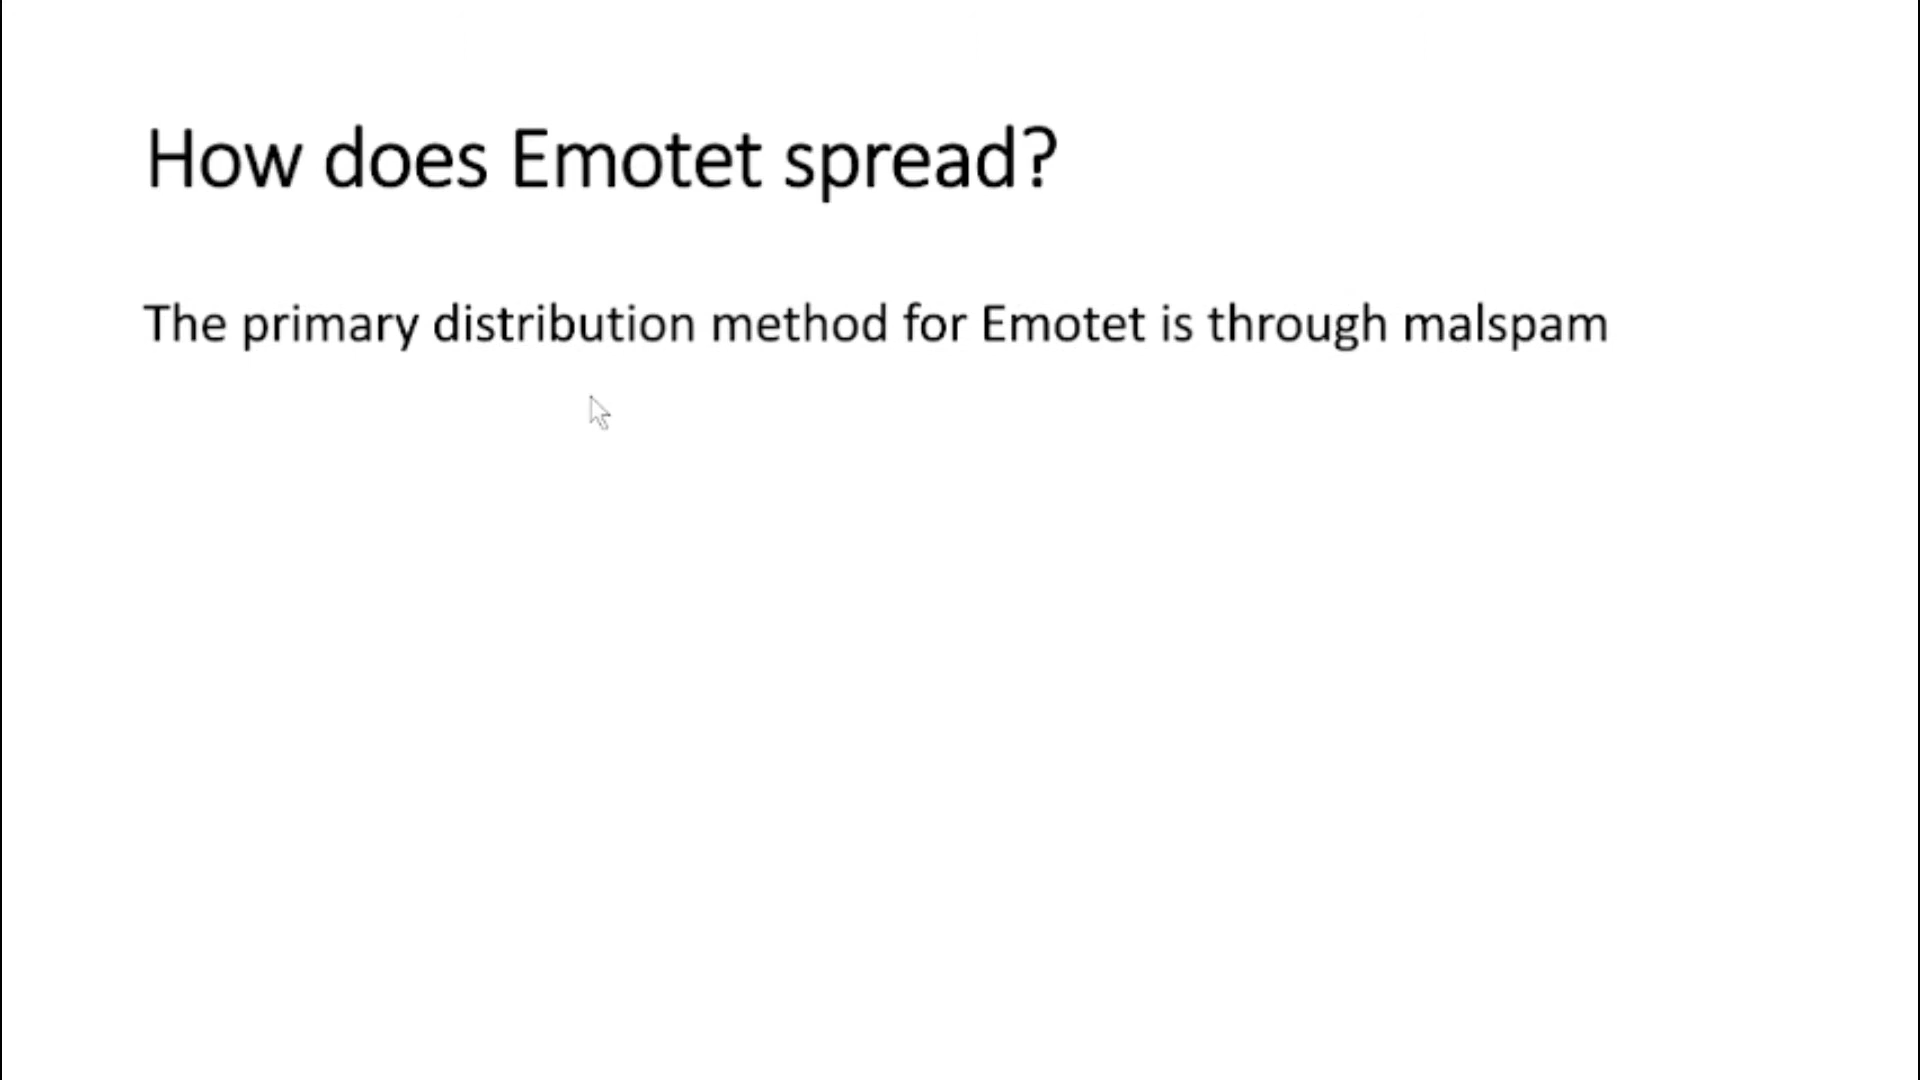 How does Emotet spread?
The primary distribution method for Emotet is through malspam